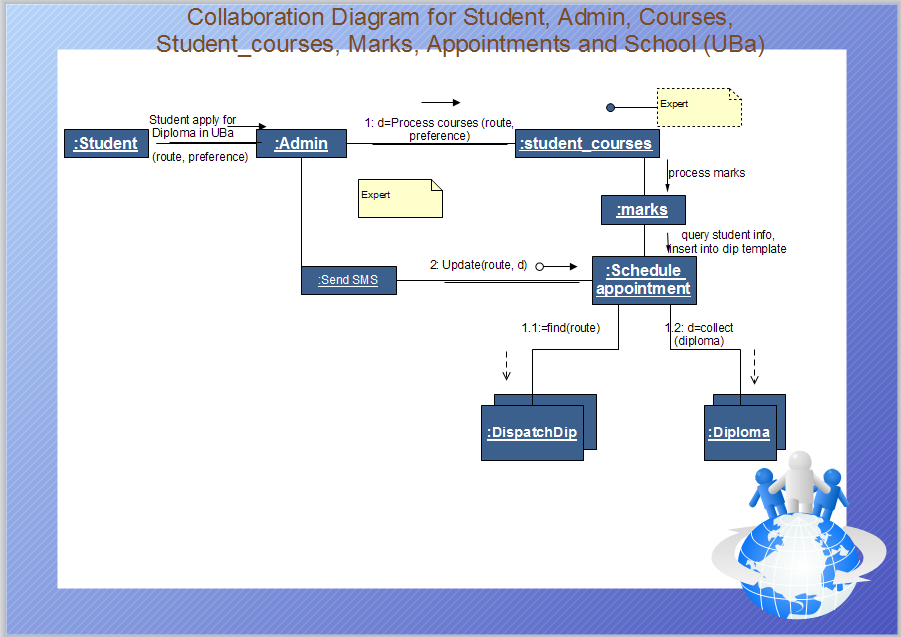 Collaboration Diagram for Student, Admin, Courses,
Student_courses, Marks, Appointments and School (UBa)
Expert
Student apply for
Diploma in UBa
(route, preference)
:Student
:Admin
1: d=Process courses (route,
preference)
:student_courses
process marks
Expert
:marks
query student info,
insert into dip template
:Send SMS
2: Update(route, d)
:Schedule
appointment
1.1:=find(route)
1.2: d=collect
(diploma)
:DispatchDip
:Diploma